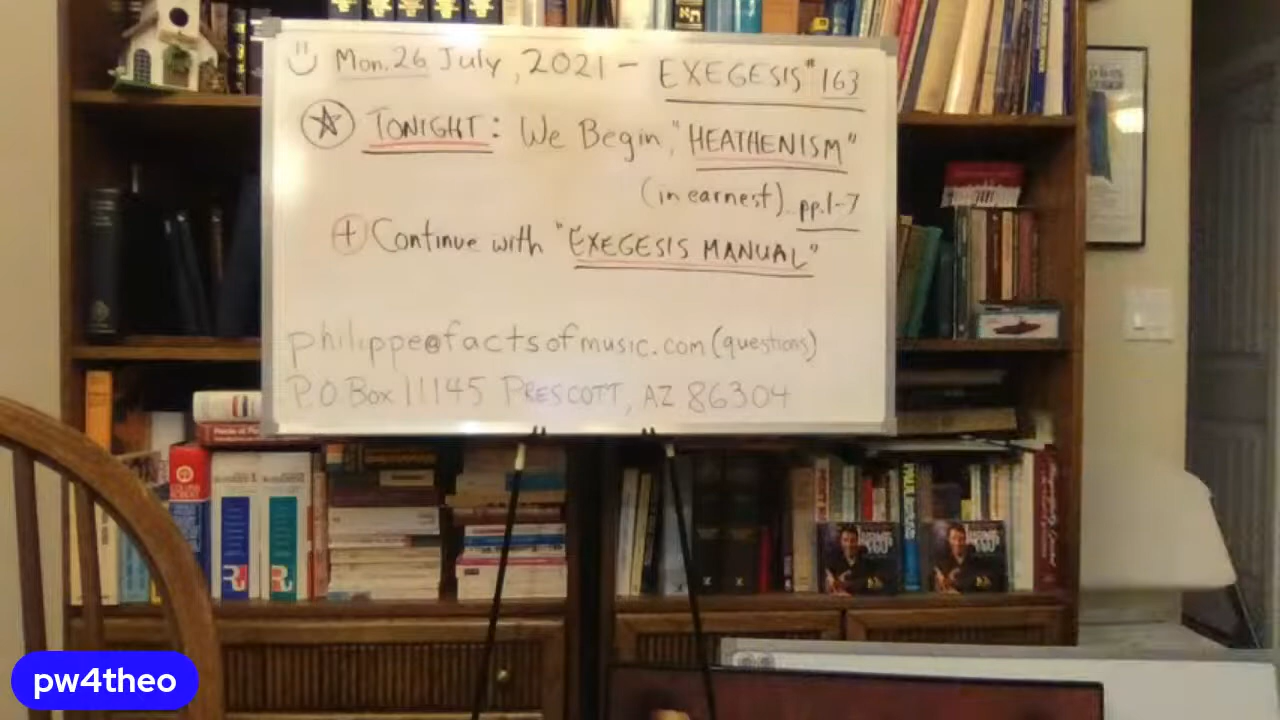 Mon. 26 July, 2021 - EXEGESIS #163
TONIGHT: We Begin, "HEATHENISM"
(in earnest).. pp. 1-7
+ Continue with "EXEGESIS MANUAL"
philippe@factsofmusic.com (questions)
P.O Box 11145 PRESCOTT, AZ 86304
pw4theo